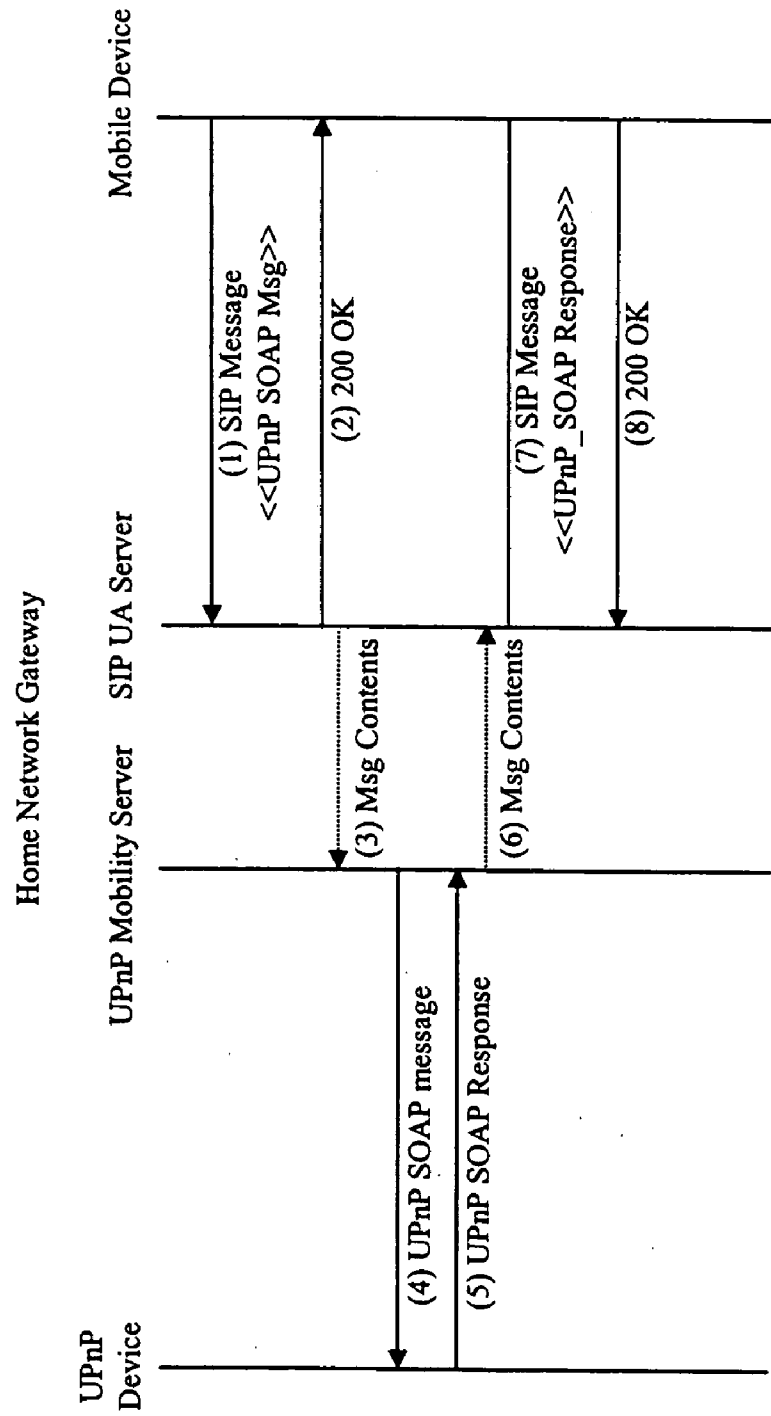 Home Network Gateway
UPnP
Device
UPnP Mobility Server
SIP UA Server
Mobile Device
(1) SIP Message
<<UPnP SOAP Msg>>
(2) 200 OK
(3) Msg Contents
(4) UPnP SOAP message
(5) UPnP SOAP Response
(6) Msg Contents
(7) SIP Message
<<UPnP_SOAP Response>>
(8) 200 OK